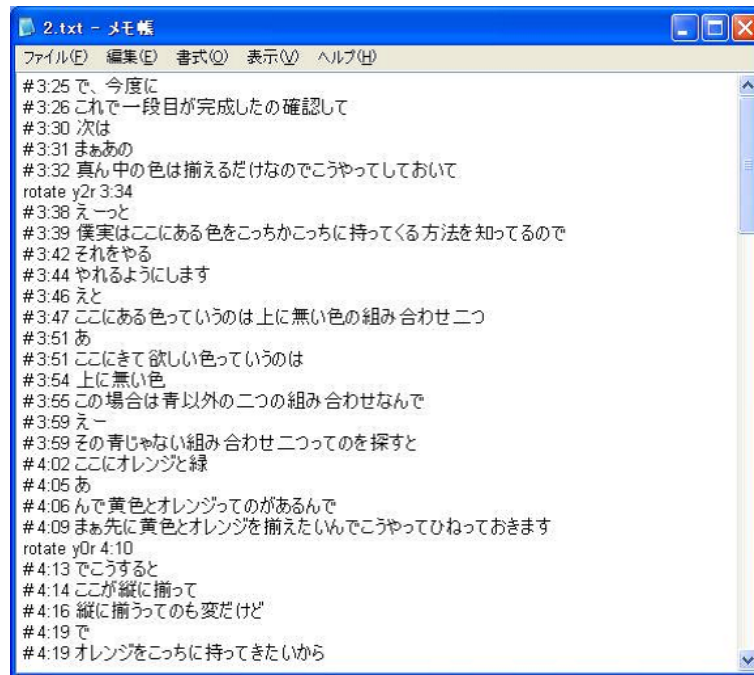 2.txt - メモ帳
ファイル(F) 編集(E) 書式(O) 表示(V) ヘルプ(H)
#3:25 で、今度に
#3:26 これで一段目が完成したの確認して
#3:30 次は
#3:31 まぁあの
#3:32 真ん中の色は揃えるだけなのでこうやってしておいて
rotate y2r 3:34
#3:38 えーっと
#3:39 僕実はここにある色をこっちかこっちに持ってくる方法を知ってるので
#3:42 それをやる
#3:44 やれるようにします
#3:46 えと
#3:47 ここにある色っていうのは上に無い色の組み合わせ二つ
#3:51 あ
#3:51 ここにきて欲しい色っていうのは
#3:54 上に無い色
#3:55 この場合は青以外の二つの組み合わせなんで
#3:59 えー
#3:59 その青じゃない組み合わせ二つってのを探すと
#4:02 ここにオレンジと緑
#4:05 あ
#4:06 んで黄色とオレンジってのがあるんで
#4:09 まぁ先に黄色とオレンジを揃えたいんでこうやってひねっておきます
rotate y0r 4:10
#4:13 でこうすると
#4:14 ここが縦に揃って
#4:16 縦に揃うってのも変だけど
#4:19 で
#4:19 オレンジをこっちに持ってきたいから